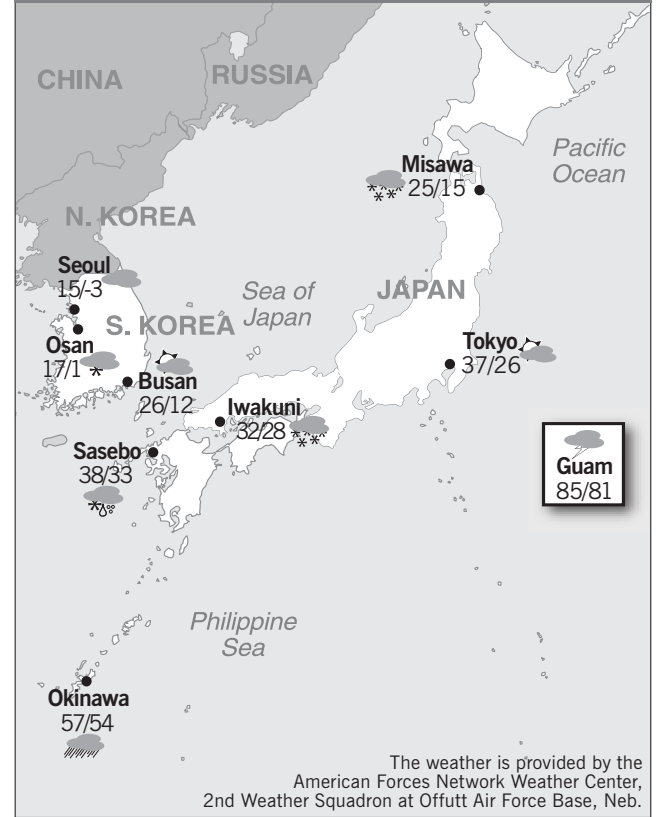 CHINA
RUSSIA
Pacific
Ocean
Misawa
25/15
N. KOREA
Seoul
15/-3
Sea of
Japan
JAPAN
S. KOREA
Osan
17/1
Tokyo
37/26
Busan
26/12
Iwakuni
32/28
Sasebo
38/33
Guam
85/81
Philippine
Sea
Okinawa
57/54
The weather is provided by the
American Forces Network Weather Center,
2nd Weather Squadron at Offutt Air Force Base, Neb.